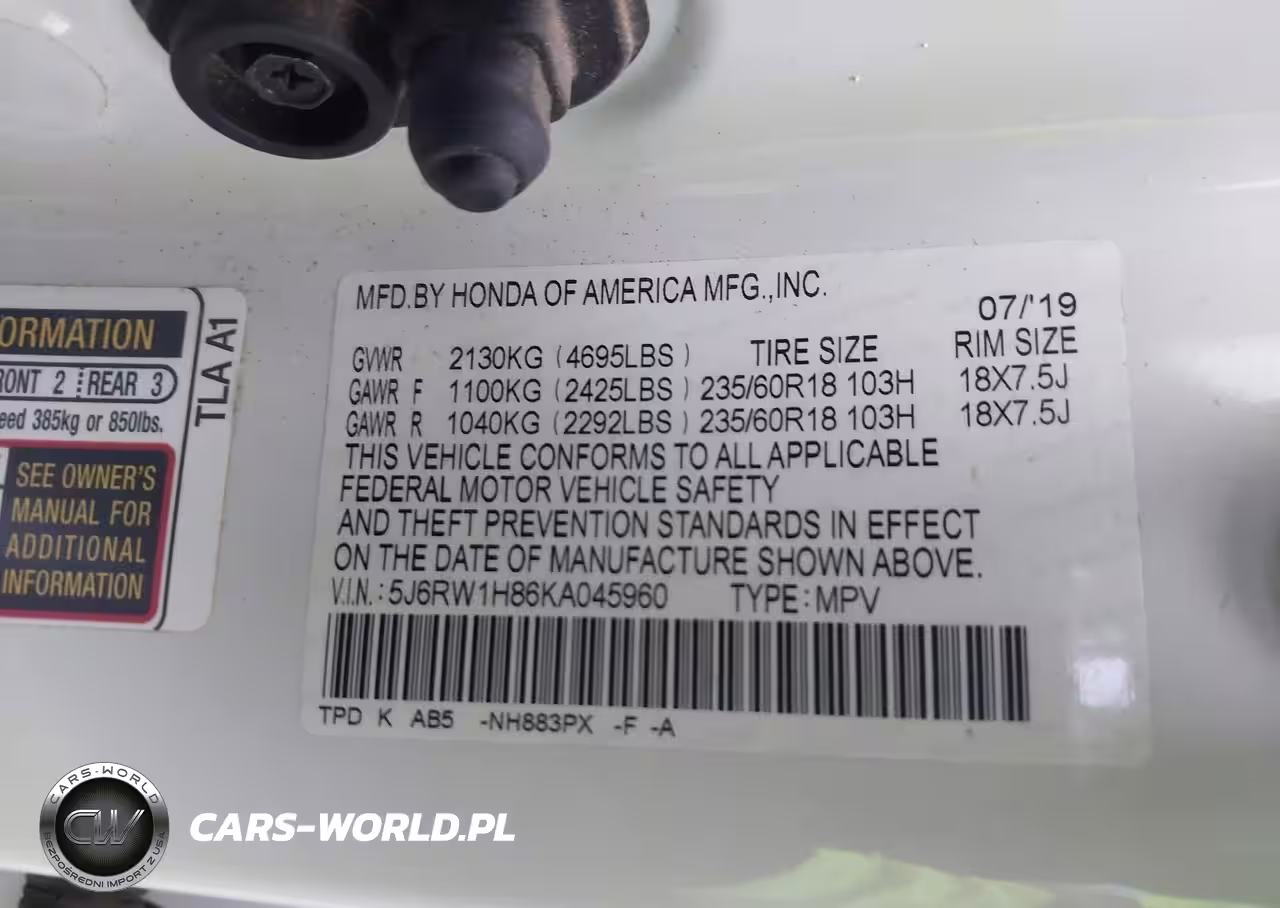 ORMATION
RONT 2 REAR 3
eed 385kg or 850lbs.
SEE OWNER'S
MANUAL FOR
ADDITIONAL
INFORMATION
TLA A1
MFD.BY HONDA OF AMERICA MFG.,INC.
07/'19
GVWR 2130KG (4695LBS) TIRE SIZE RIM SIZE
GAWR F 1100KG (2425LBS) 235/60R18 103H 18X7.5J
GAWR R 1040KG (2292LBS) 235/60R18 103H 18X7.5J
THIS VEHICLE CONFORMS TO ALL APPLICABLE
FEDERAL MOTOR VEHICLE SAFETY
AND THEFT PREVENTION STANDARDS IN EFFECT
ON THE DATE OF MANUFACTURE SHOWN ABOVE.
V.I.N.: 5J6RW1H86KA045960 TYPE: MPV
TPD K AB5 -NH883PX -F -A
CARS-WORLD
CW
BEZPOŚREDNI IMPORT Z USA
CARS-WORLD.PL